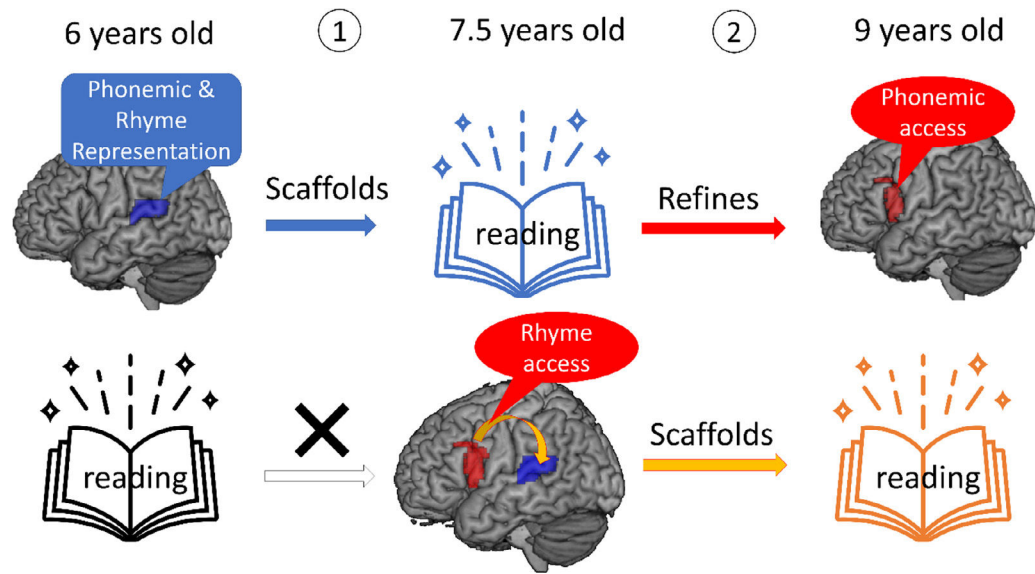 6 years old
1
7.5 years old
2
9 years old
Phonemic &
Rhyme
Representation
Scaffolds
reading
Refines
Phonemic
access
reading
Rhyme
access
Scaffolds
reading